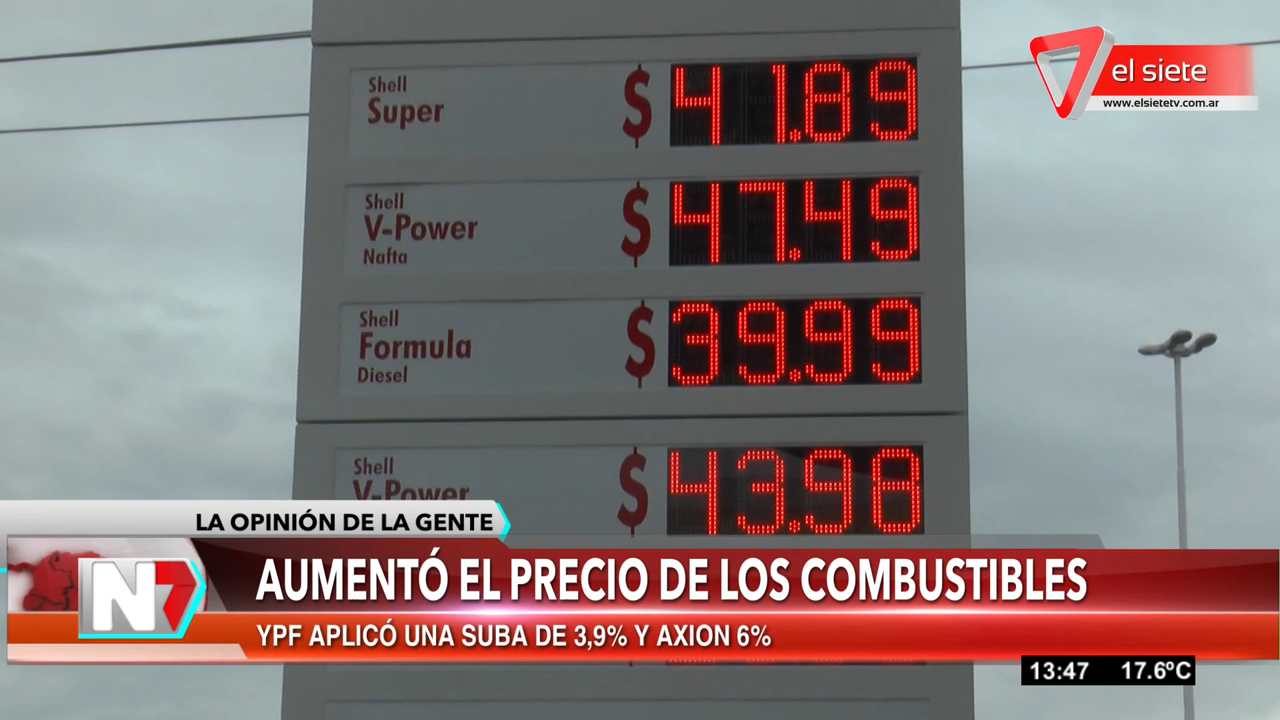 Shell
Super
$ 41.89
el siete
www.elsietetv.com.ar
Shell
V-Power
Nafta
$ 47.49
Shell
Formula
Diesel
$ 39.99
Shell
V-Power
$ 43.98
LA OPINIÓN DE LA GENTE
N7
AUMENTÓ EL PRECIO DE LOS COMBUSTIBLES
YPF APLICÓ UNA SUBA DE 3,9% Y AXION 6%
13:47 17.6ºC